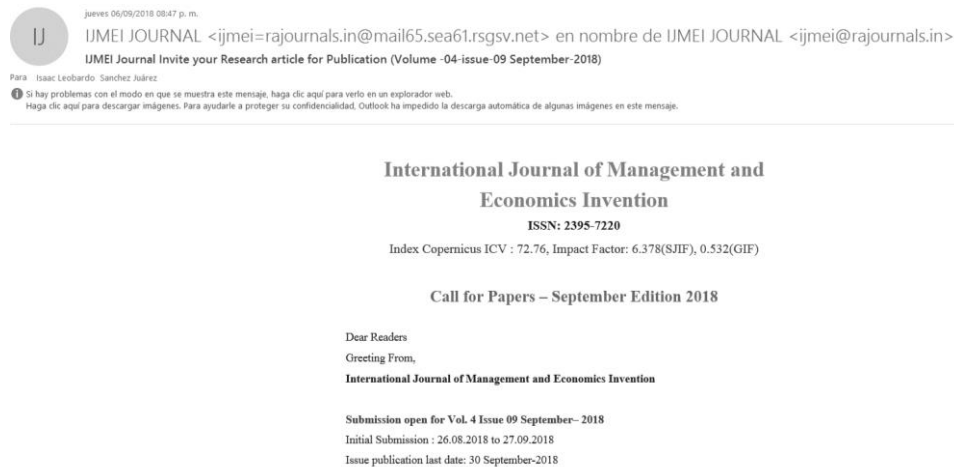 jueves 06/09/2018 08:47 p. m.
IJ
IJMEI JOURNAL <ijmei=rajournals.in@mail65.sea61.rsgsv.net> en nombre de IJMEI JOURNAL <ijmei@rajournals.in>
IJMEI Journal Invite your Research article for Publication (Volume -04-issue-09 September-2018)
Para Isaac Leobardo Sanchez Juárez
Si hay problemas con el modo en que se muestra este mensaje, haga clic aquí para verlo en un explorador web.
Haga clic aquí para descargar imágenes. Para ayudarle a proteger su confidencialidad, Outlook ha impedido la descarga automática de algunas imágenes en este mensaje.
International Journal of Management and
Economics Invention
ISSN: 2395-7220
Index Copernicus ICV : 72.76, Impact Factor: 6.378(SJIF), 0.532(GIF)
Call for Papers – September Edition 2018
Dear Readers
Greeting From,
International Journal of Management and Economics Invention
Submission open for Vol. 4 Issue 09 September– 2018
Initial Submission : 26.08.2018 to 27.09.2018
Issue publication last date: 30 September-2018